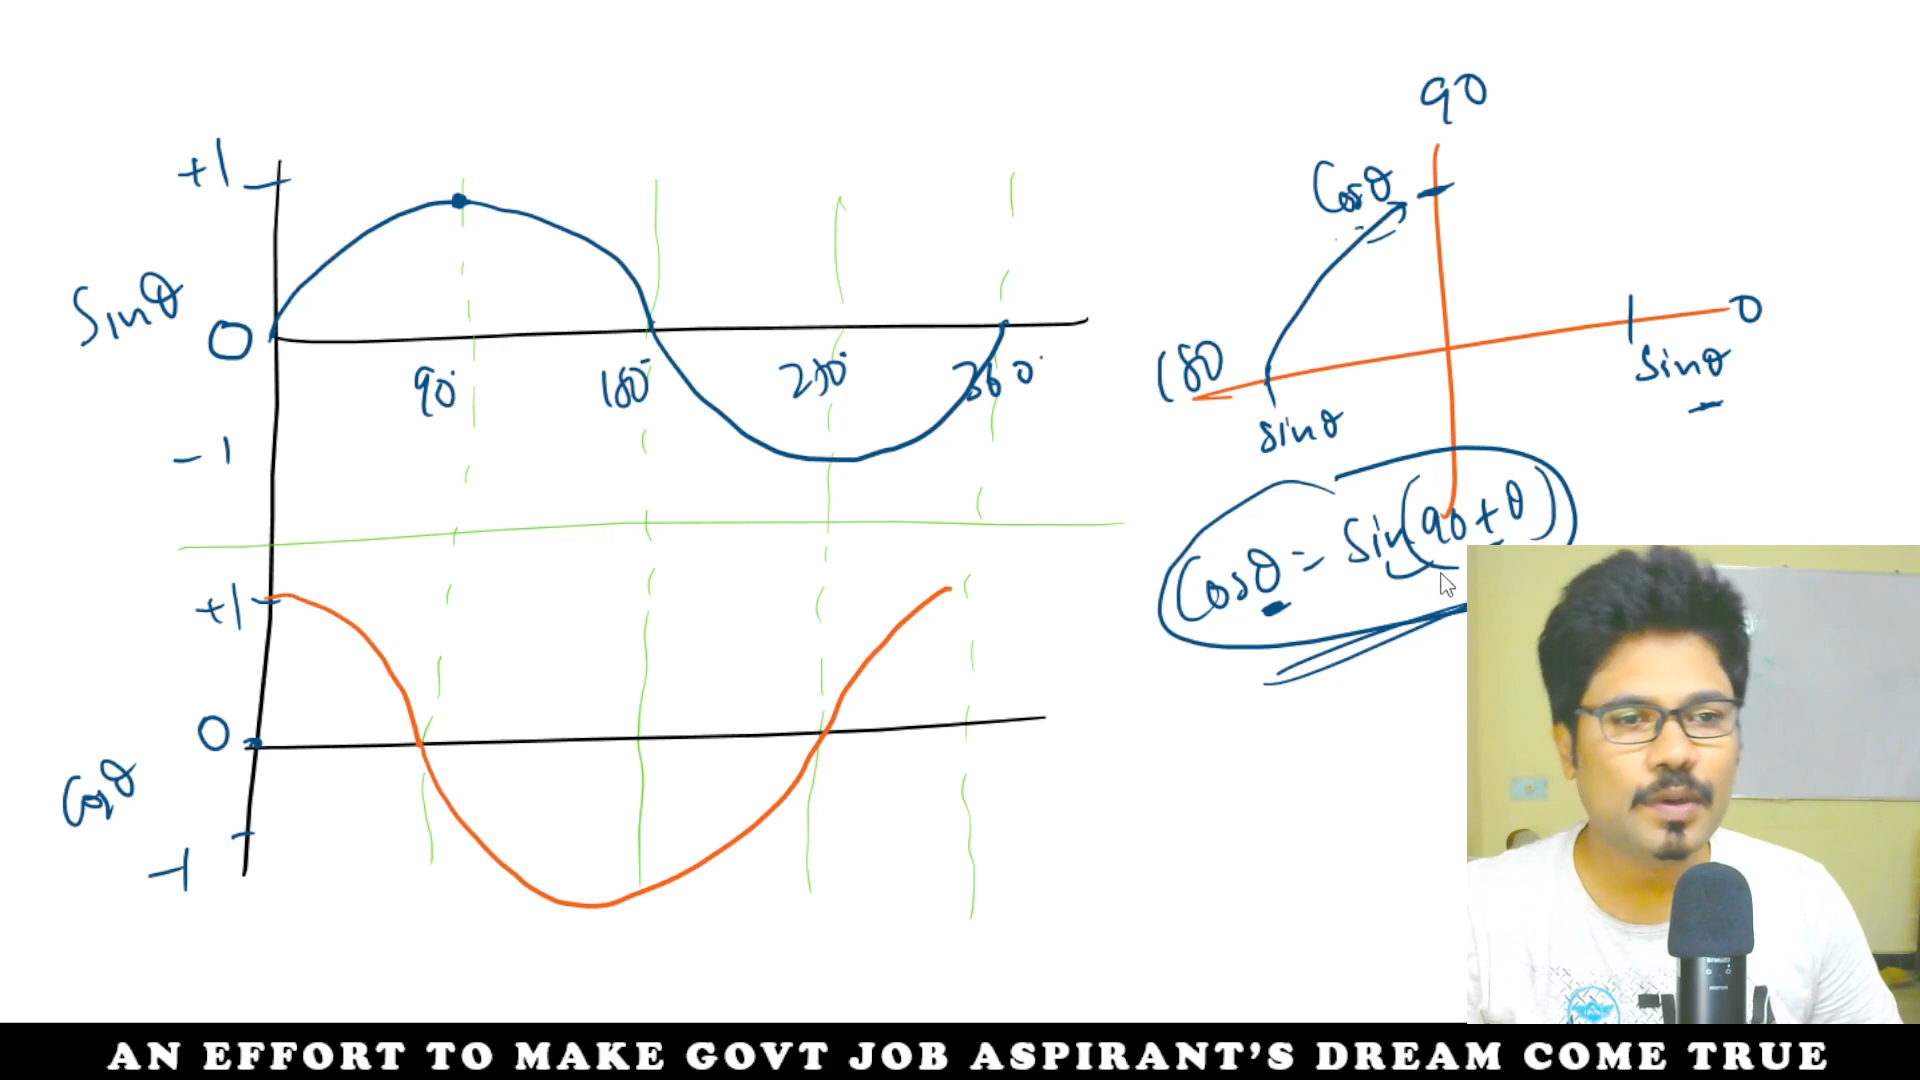 +1
Sinθ
0
90° 180° 270° 360°
-1
+1
0
Cosθ
-1
90
Cosθ
0
180
sinθ
sinθ
Cosθ = Sin(90+θ)
AN EFFORT TO MAKE GOVT JOB ASPIRANT'S DREAM COME TRUE